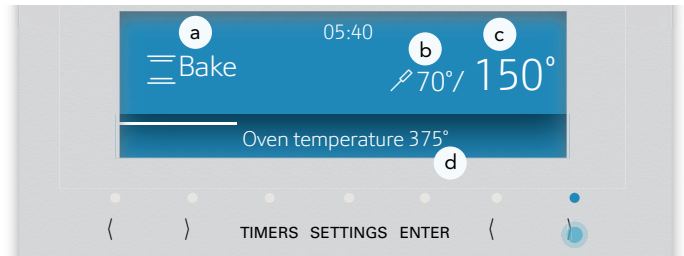 a
05:40
b
c
Bake
70°/ 150°
Oven temperature 375°
d
⟨ ⟩ TIMERS SETTINGS ENTER ⟨ ⟩